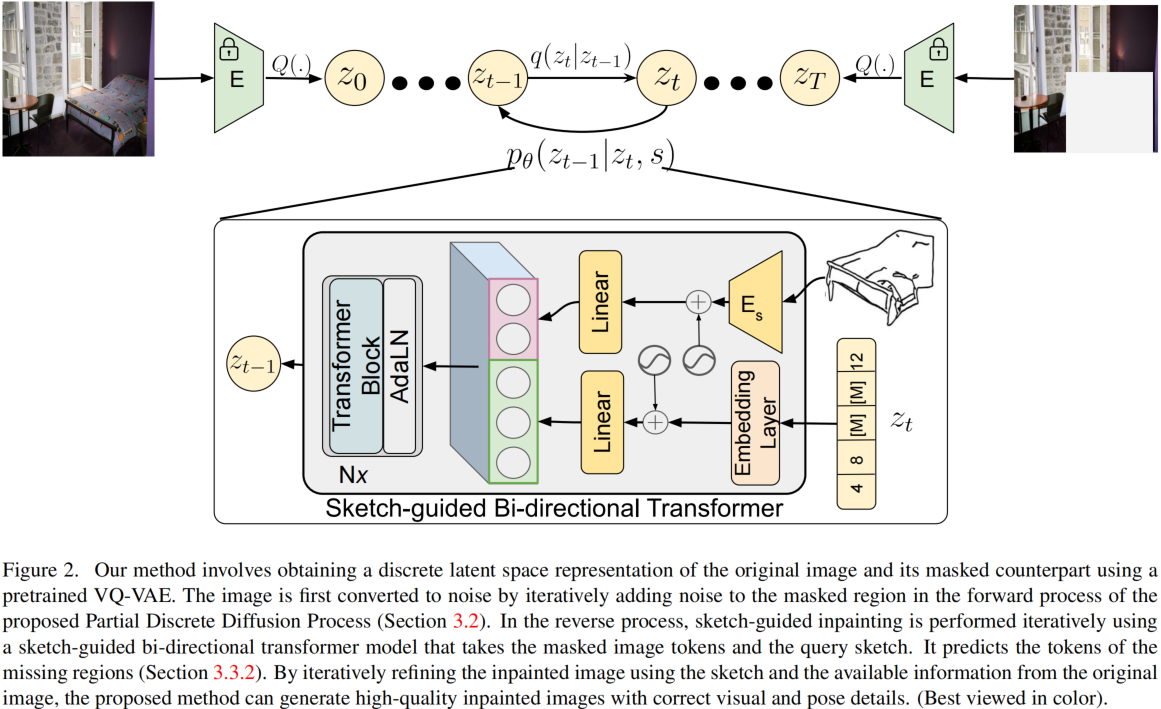 E Q(.) z_0 z_{t-1} q(z_t|z_{t-1}) z_t z_T Q(.) E
p_θ(z_{t-1}|z_t, s)
Transformer Block
AdaLN
Nx
z_{t-1}
Linear
E_s
Linear
Embedding Layer
4 8 [M] [M] 12
z_t
Sketch-guided Bi-directional Transformer
Figure 2. Our method involves obtaining a discrete latent space representation of the original image and its masked counterpart using a
pretrained VQ-VAE. The image is first converted to noise by iteratively adding noise to the masked region in the forward process of the
proposed Partial Discrete Diffusion Process (Section 3.2). In the reverse process, sketch-guided inpainting is performed iteratively using
a sketch-guided bi-directional transformer model that takes the masked image tokens and the query sketch. It predicts the tokens of the
missing regions (Section 3.3.2). By iteratively refining the inpainted image using the sketch and the available information from the original
image, the proposed method can generate high-quality inpainted images with correct visual and pose details. (Best viewed in color).